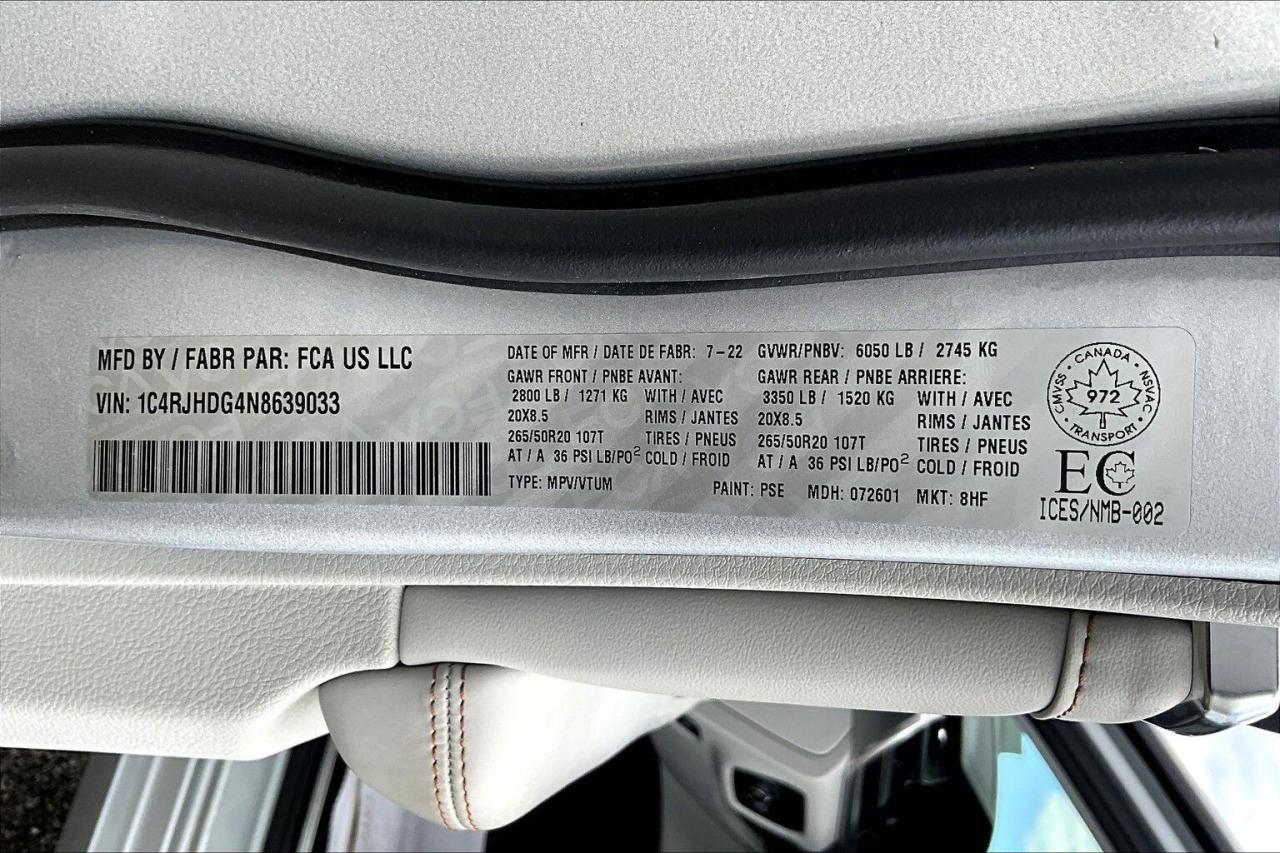 MFD BY / FABR PAR: FCA US LLC
VIN: 1C4RJHDG4N8639033
DATE OF MFR / DATE DE FABR: 7-22 GVWR/PNBV: 6050 LB / 2745 KG
GAWR FRONT / PNBE AVANT: GAWR REAR / PNBE ARRIERE:
2800 LB / 1271 KG WITH / AVEC 3350 LB / 1520 KG WITH / AVEC
20X8.5 RIMS / JANTES 20X8.5 RIMS / JANTES
265/50R20 107T TIRES / PNEUS 265/50R20 107T TIRES / PNEUS
AT / A 36 PSI LB/PO² COLD / FROID AT / A 36 PSI LB/PO² COLD / FROID
TYPE: MPV/VTUM PAINT: PSE MDH: 072601 MKT: 8HF
CANADA
CMVSS 972 NSVAC
TRANSPORT
EC
ICES/NMB-002